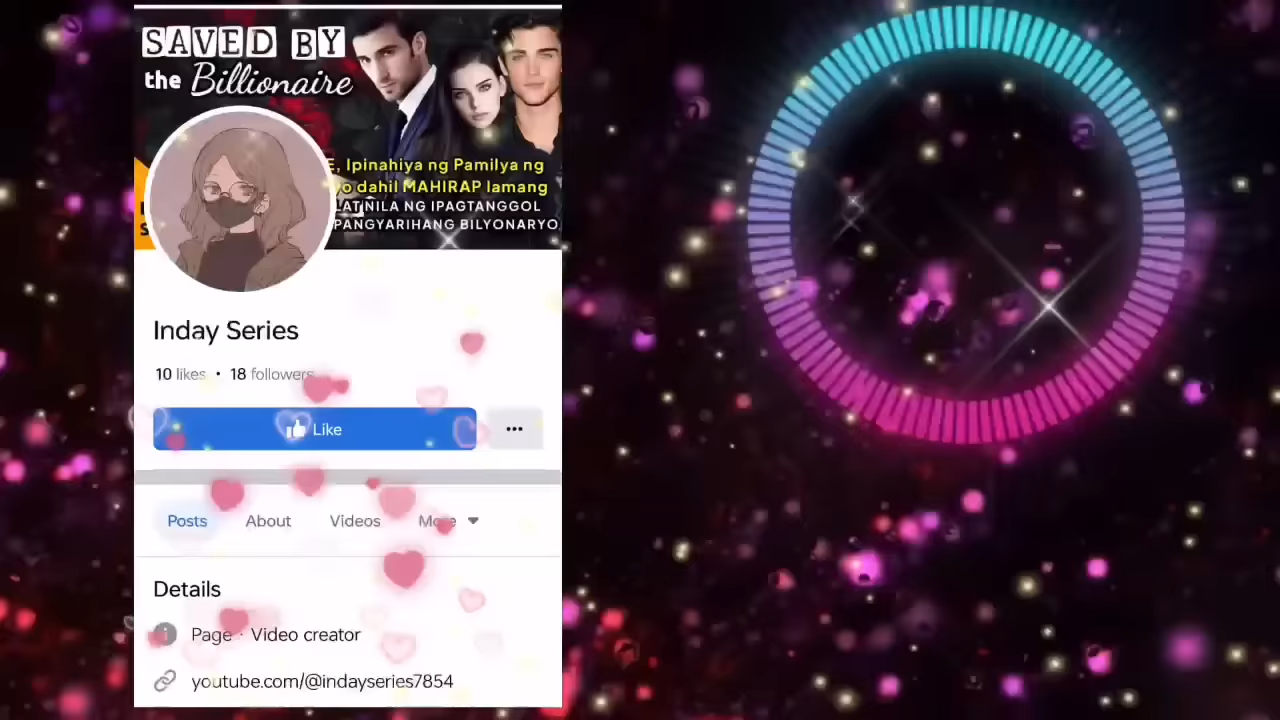 SAVED BY
the Billionaire
E, Ipinahiya ng Pamilya ng
yo dahil MAHIRAP lamang
LAT NILA NG IPAGTANGGOL
PANGYARIHANG BILYONARYO
Inday Series
10 likes • 18 followers
Like
Posts About Videos More
Details
Page · Video creator
youtube.com/@indayseries7854